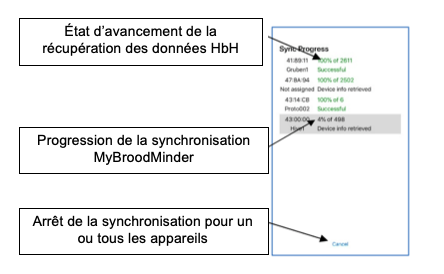 État d'avancement de la
récupération des données HbH
Sync Progress
41:89:11 100% of 2811
Gruben1 Successful
47:8A:94 100% of 2502
Not assigned Device info retrieved
43:14:CB 100% of 6
Proto002 Successful
43:00:00 4% of 498
Hive1 Device info retrieved
Progression de la synchronisation
MyBroodMinder
Arrêt de la synchronisation pour un
ou tous les appareils
Cancel